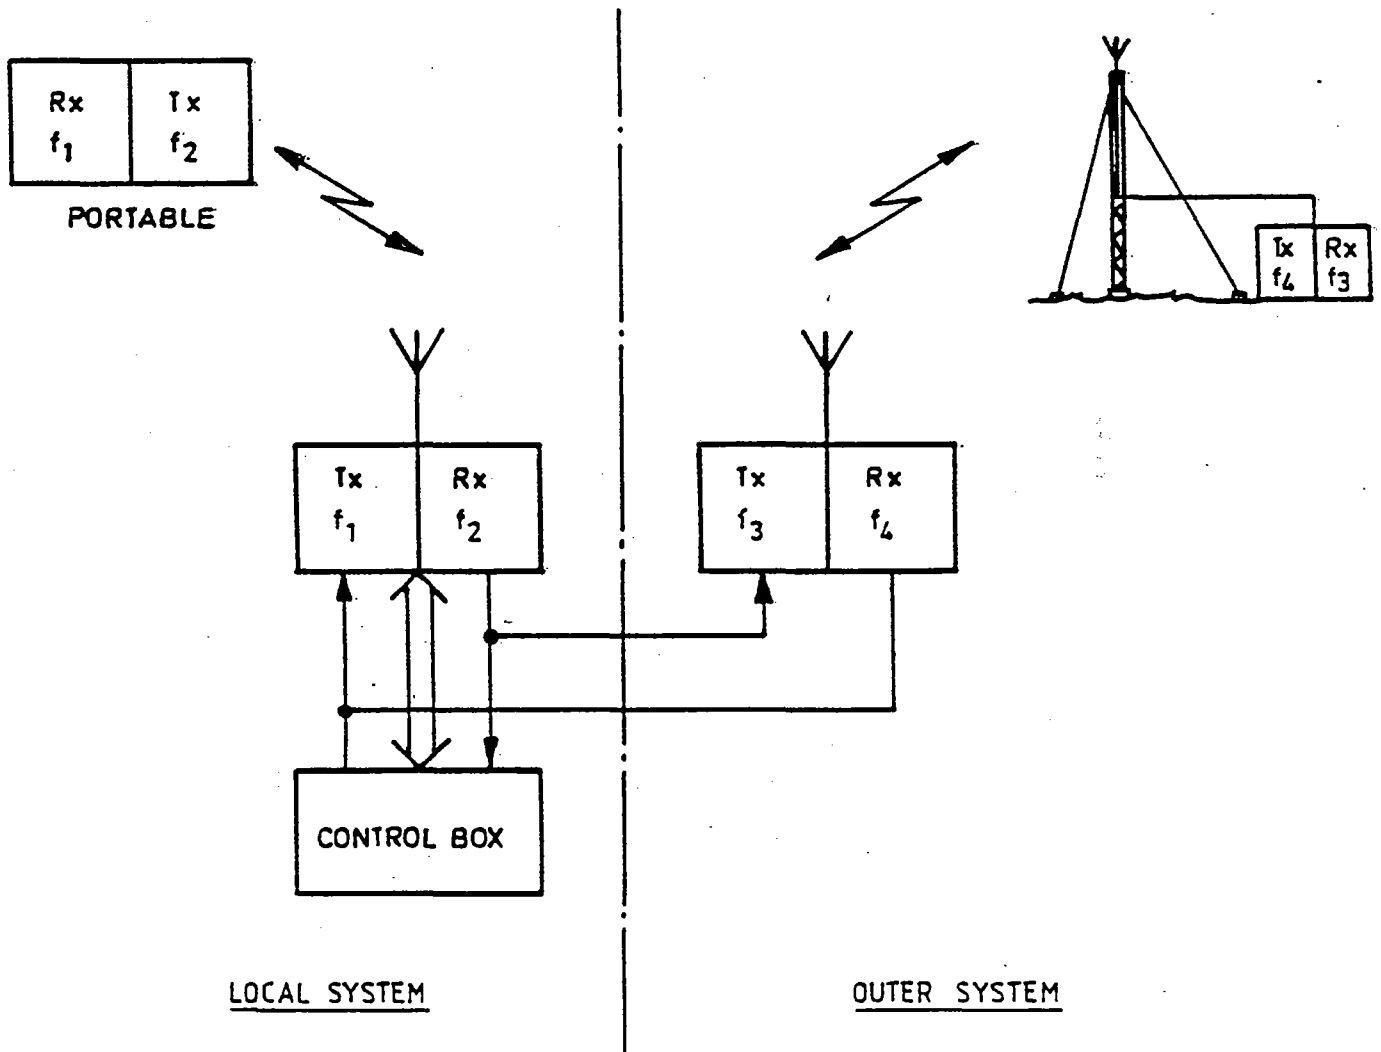 Rx Tx
f1 f2
PORTABLE
Tx Rx
f4 f3
Tx Rx
f1 f2
Tx Rx
f3 f4
CONTROL BOX
LOCAL SYSTEM
OUTER SYSTEM